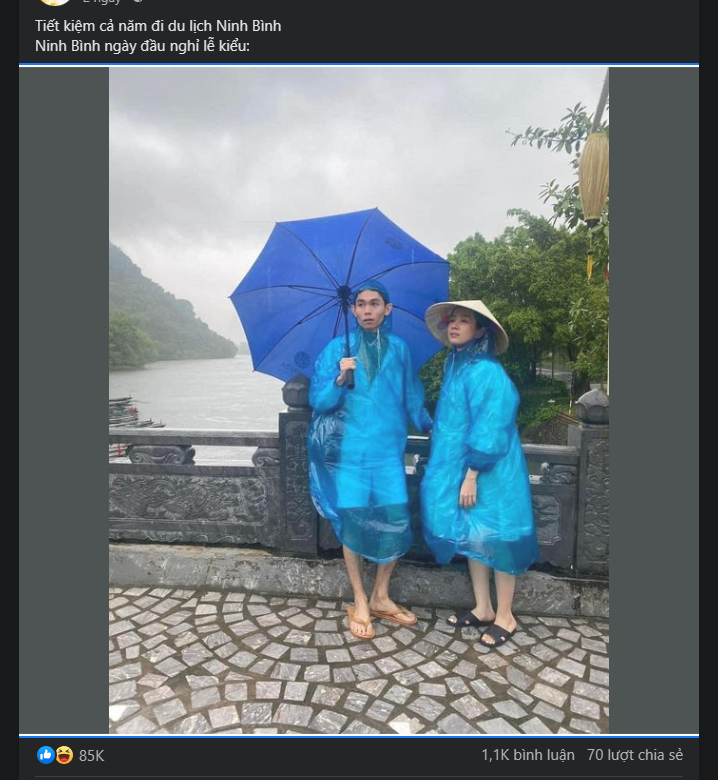 Tiết kiệm cả năm đi du lịch Ninh Bình
Ninh Bình ngày đầu nghỉ lễ kiểu:
85K
1,1K bình luận 70 lượt chia sẻ